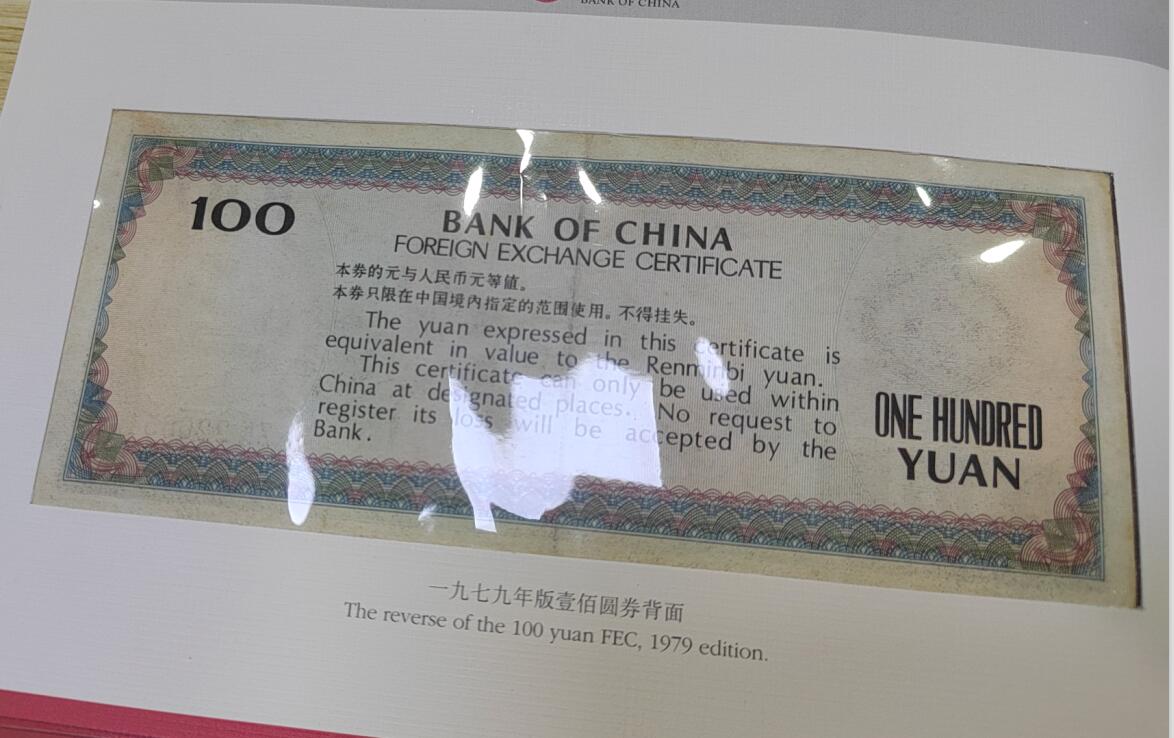 BANK OF CHINA
100
BANK OF CHINA
FOREIGN EXCHANGE CERTIFICATE
本券的元与人民币元等值。
本券只限在中国境内指定的范围使用。不得挂失。
The yuan expressed in this certificate is
equivalent in value to the Renminbi yuan.
This certificate can only be used within
China at designated places. No request to
register its loss will be accepted by the
Bank.
ONE HUNDRED
YUAN
一九七九年版壹佰圆券背面
The reverse of the 100 yuan FEC, 1979 edition.